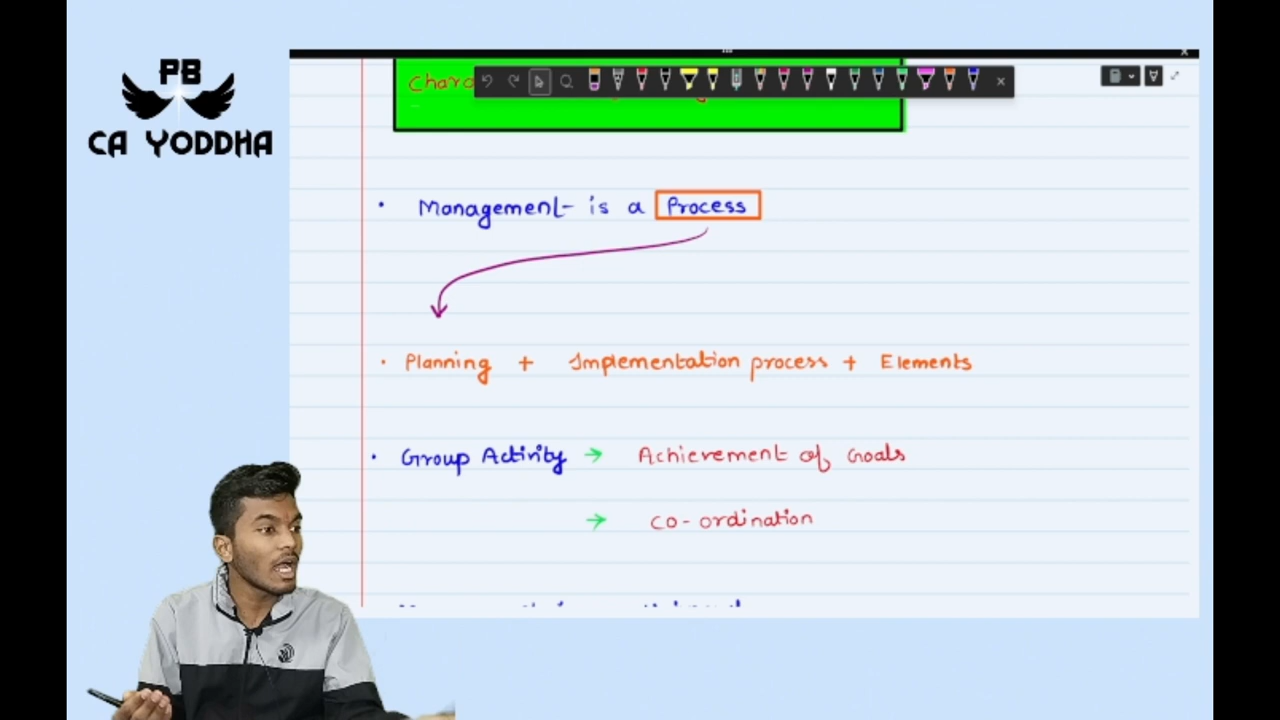 PB
CA YODDHA
• Management is a Process
• Planning + Implementation process + Elements
• Group Activity → Achievement of Goals
→ Co-ordination